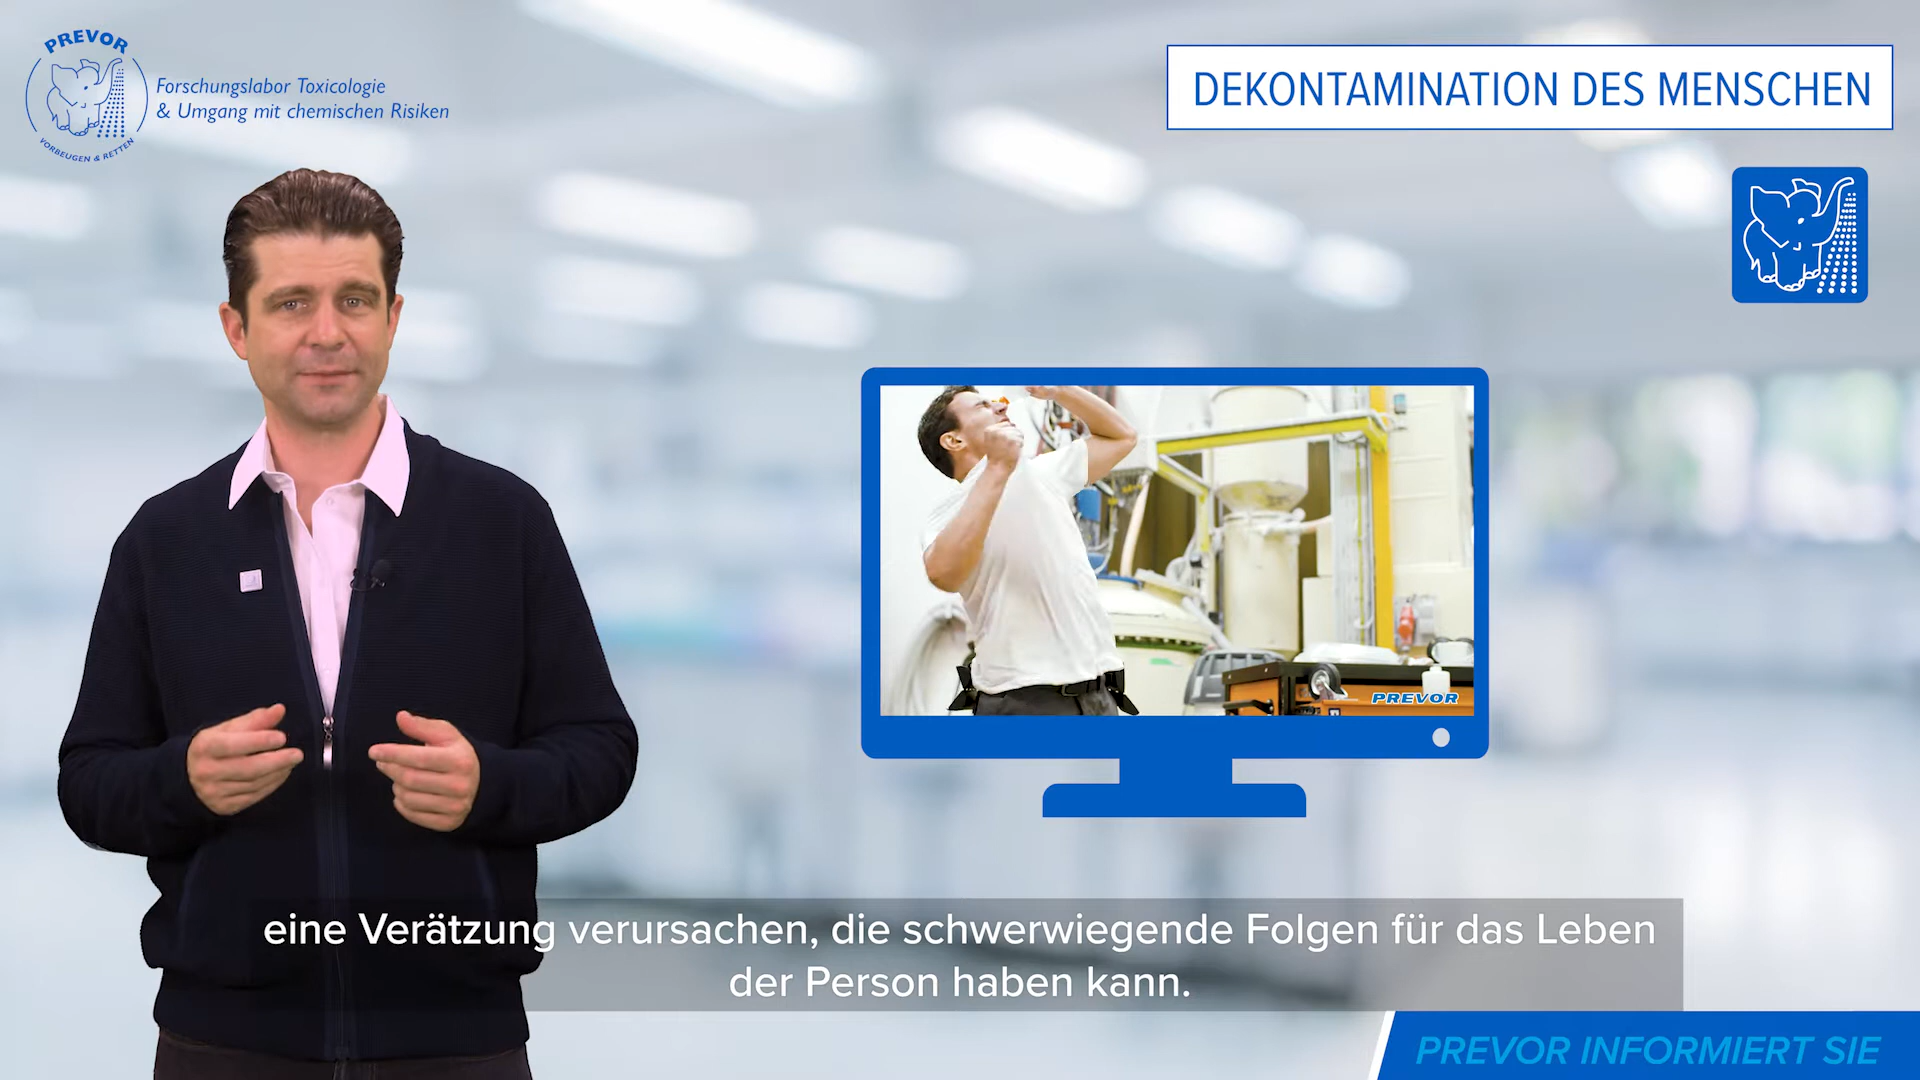 PREVOR
Forschungslabor Toxicologie
& Umgang mit chemischen Risiken
VORBEUGEN & RETTEN
DEKONTAMINATION DES MENSCHEN
PREVOR
eine Verätzung verursachen, die schwerwiegende Folgen für das Leben
der Person haben kann.
PREVOR INFORMIERT SIE